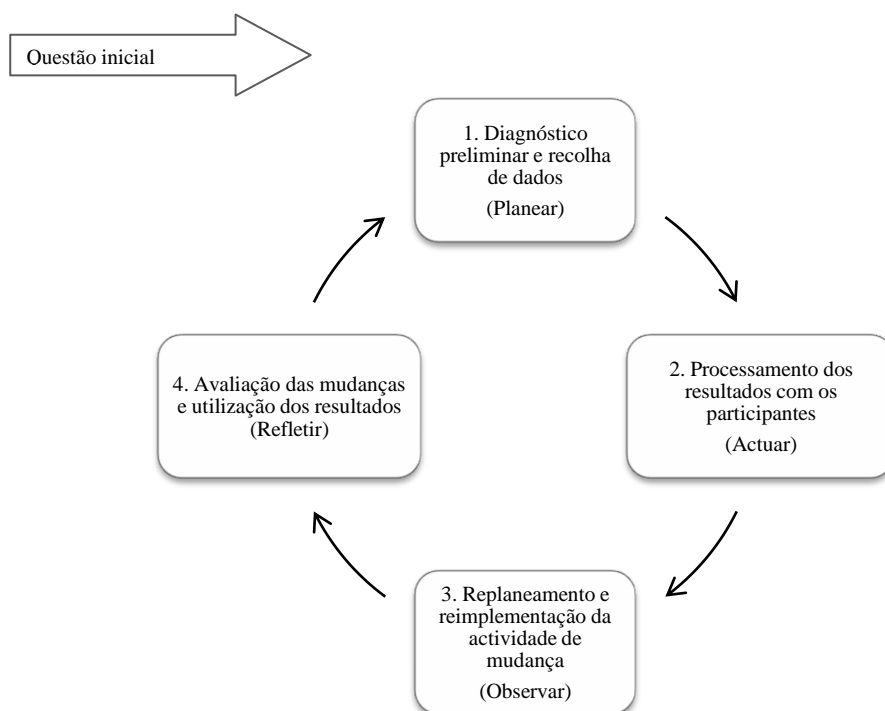 Questão inicial
1. Diagnóstico
preliminar e recolha
de dados
(Planear)
2. Processamento dos
resultados com os
participantes
(Actuar)
3. Replaneamento e
reimplementação da
actividade de
mudança
(Observar)
4. Avaliação das mudanças
e utilização dos resultados
(Refletir)